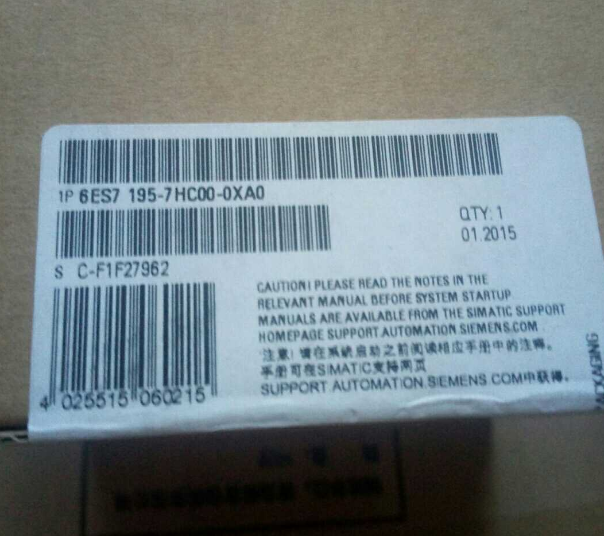 1P 6ES7 195-7HC00-0XA0
QTY: 1
01.2015
S C-F1F27962
CAUTION! PLEASE READ THE NOTES IN THE
RELEVANT MANUAL BEFORE SYSTEM STARTUP
MANUALS ARE AVAILABLE FROM THE SIMATIC SUPPORT
HOMEPAGE SUPPORT.AUTOMATION.SIEMENS.COM
注意! 请在系统启动之前阅读相应手册中的注释。
手册可在SIMATIC支持网页
SUPPORT AUTOMATION.SIEMENS.COM中获得。
4 025515 060215
PACKAGING